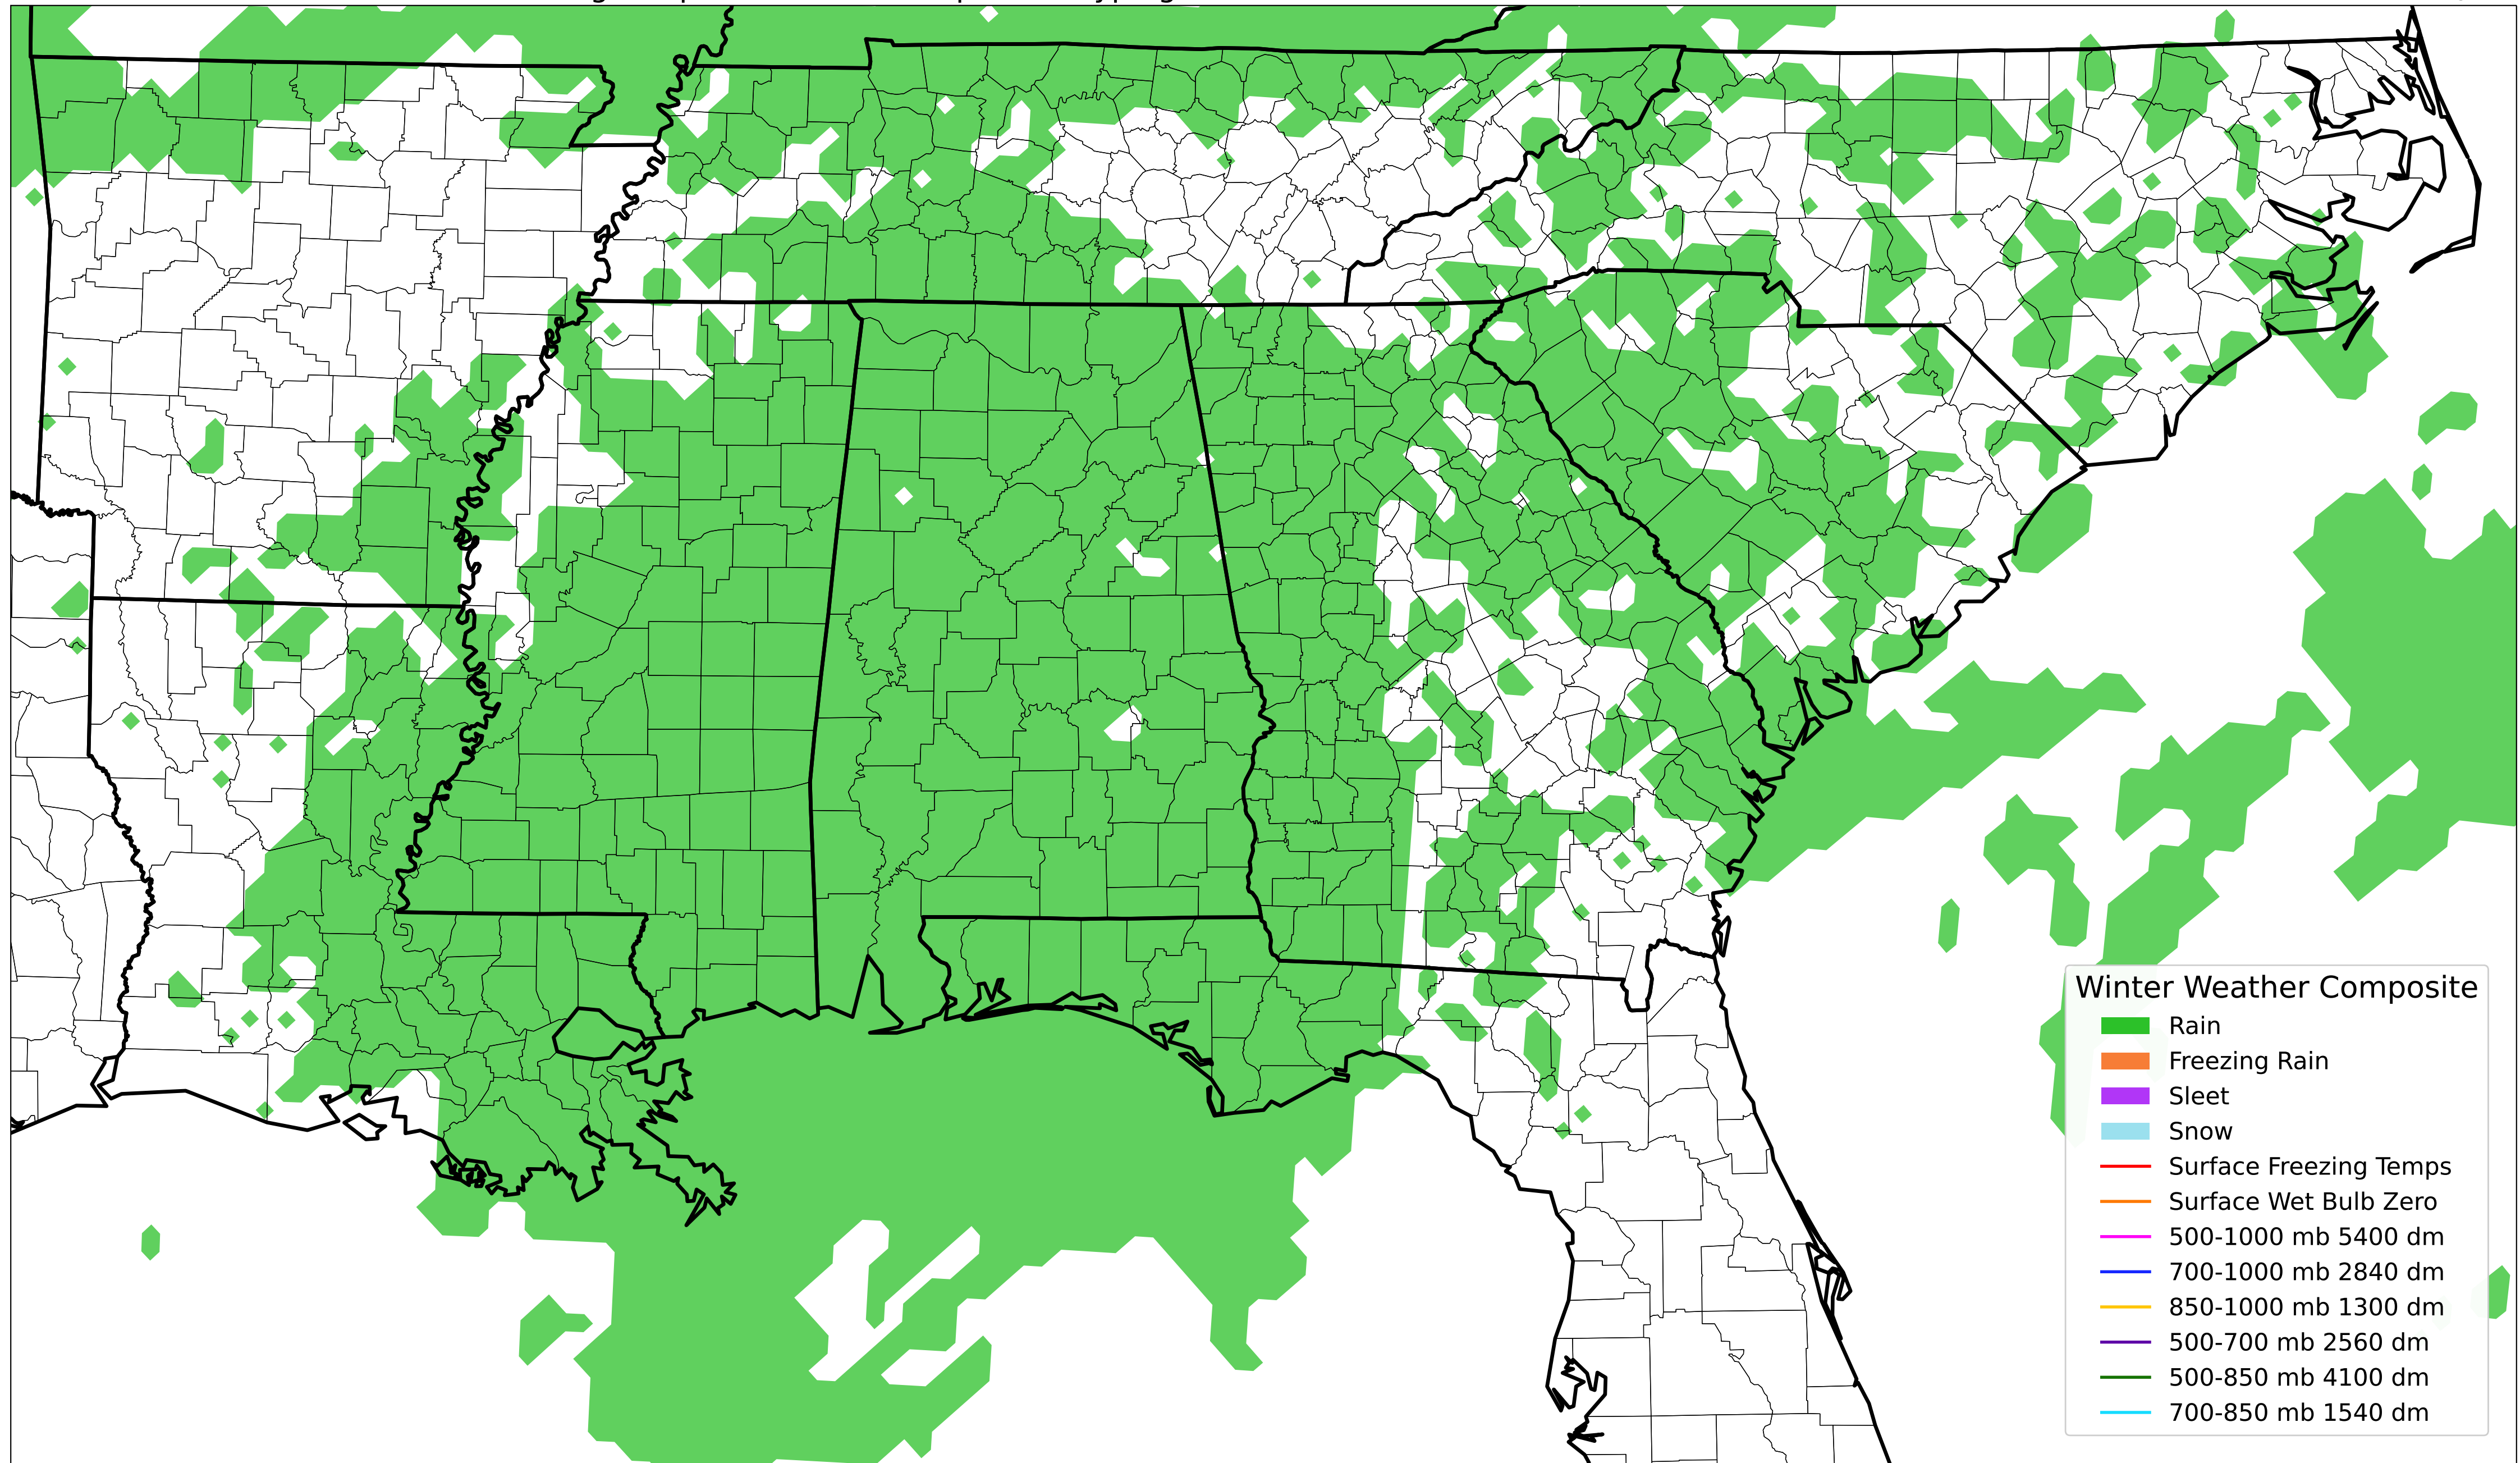 Winter Weather Composite
Rain
Freezing Rain
Sleet
Snow
Surface Freezing Temps
Surface Wet Bulb Zero
500-1000 mb 5400 dm
700-1000 mb 2840 dm
850-1000 mb 1300 dm
500-700 mb 2560 dm
500-850 mb 4100 dm
700-850 mb 1540 dm